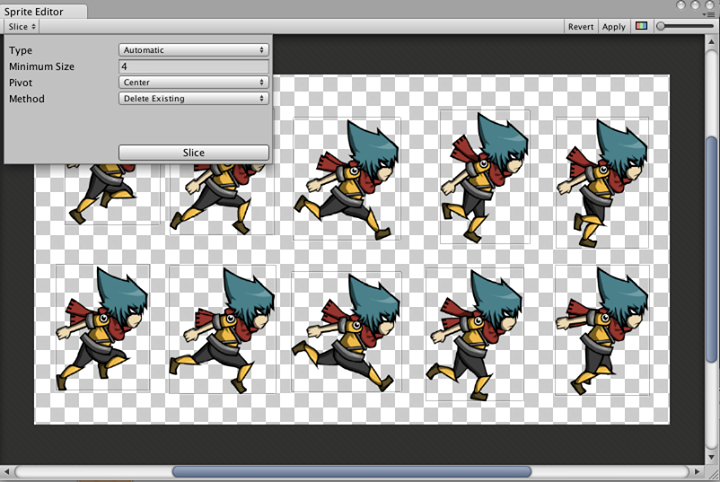 Sprite Editor
Slice
Revert Apply
Type Automatic
Minimum Size 4
Pivot Center
Method Delete Existing
Slice